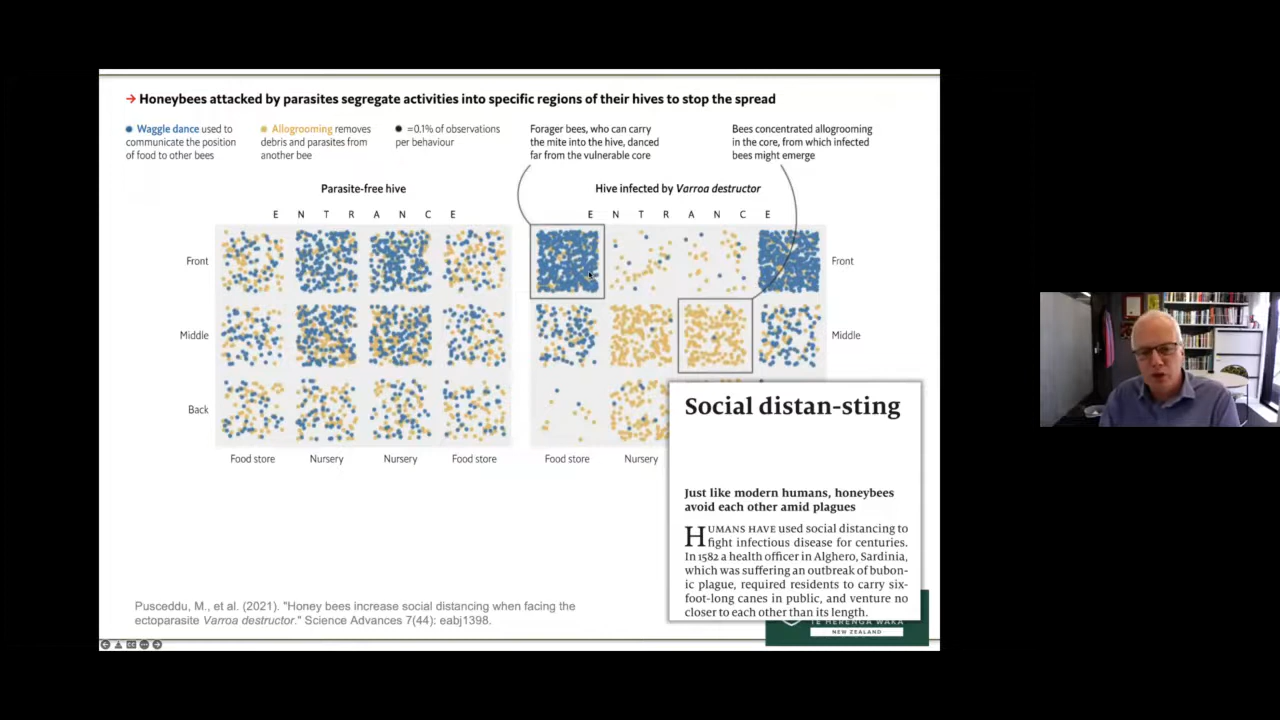 → Honeybees attacked by parasites segregate activities into specific regions of their hives to stop the spread
Waggle dance used to
communicate the position
of food to other bees
Allogrooming removes
debris and parasites from
another bee
=0.1% of observations
per behaviour
Forager bees, who can carry
the mite into the hive, danced
far from the vulnerable core
Bees concentrated allogrooming
in the core, from which infected
bees might emerge
Parasite-free hive
Hive infected by Varroa destructor
E N T R A N C E
E N T R A N C E
Front
Front
Middle
Middle
Back
Food store Nursery Nursery Food store
Food store Nursery
Social distan-sting
Just like modern humans, honeybees
avoid each other amid plagues
HUMANS HAVE used social distancing to
fight infectious disease for centuries.
In 1582 a health officer in Alghero, Sardinia,
which was suffering an outbreak of bubon-
ic plague, required residents to carry six-
foot-long canes in public, and venture no
closer to each other than its length.
Pusceddu, M., et al. (2021). "Honey bees increase social distancing when facing the
ectoparasite Varroa destructor." Science Advances 7(44): eabj1398.
TE HERENGA WAKA
NEW ZEALAND